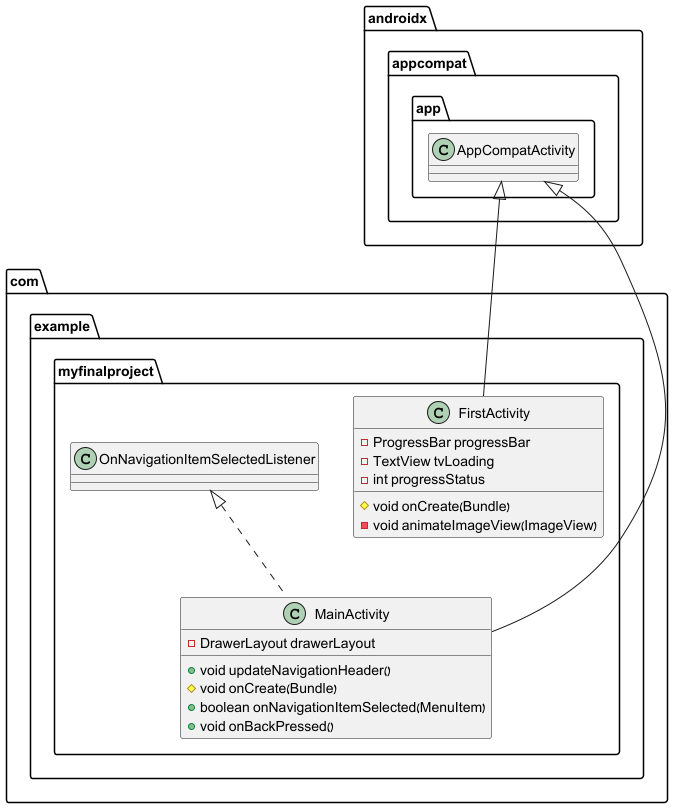 androidx
appcompat
app
C AppCompatActivity
com
example
myfinalproject
C FirstActivity
ProgressBar progressBar
TextView tvLoading
int progressStatus
void onCreate(Bundle)
void animateImageView(ImageView)
C OnNavigationItemSelectedListener
C MainActivity
DrawerLayout drawerLayout
void updateNavigationHeader()
void onCreate(Bundle)
boolean onNavigationItemSelected(MenuItem)
void onBackPressed()